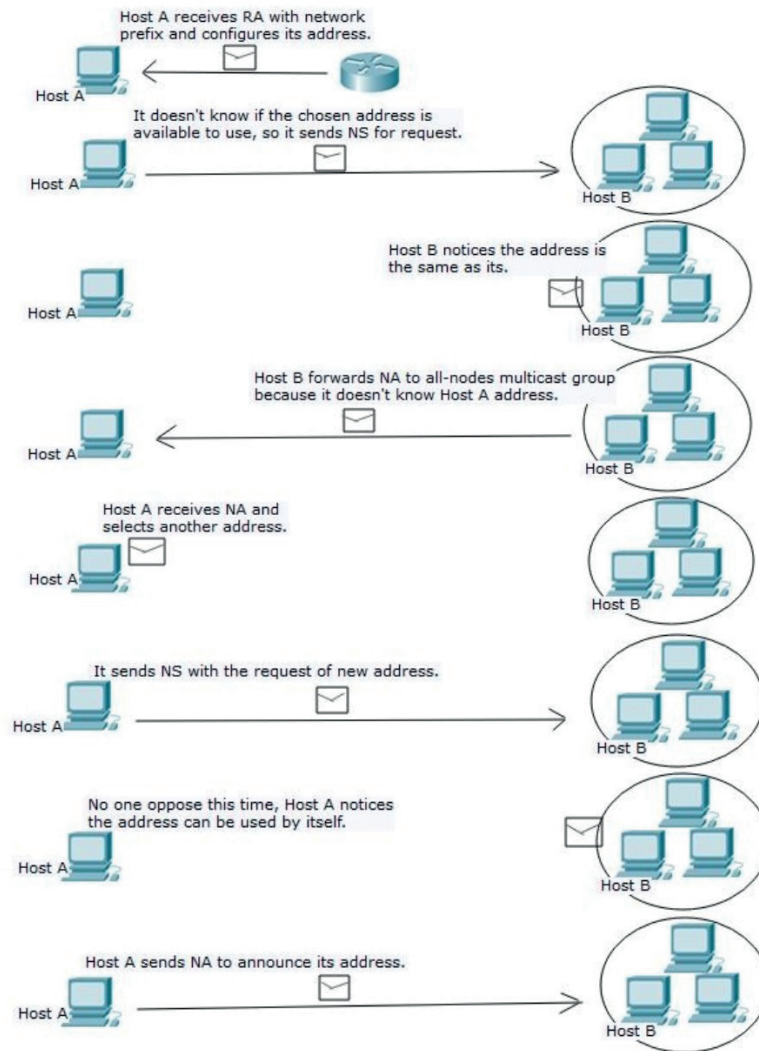 Host A receives RA with network
prefix and configures its address.
Host A
It doesn't know if the chosen address is
available to use, so it sends NS for request.
Host A
Host B
Host B notices the address is
the same as its.
Host A
Host B
Host B forwards NA to all-nodes multicast group
because it doesn't know Host A address.
Host A
Host B
Host A receives NA and
selects another address.
Host A
Host B
It sends NS with the request of new address.
Host A
Host B
No one oppose this time, Host A notices
the address can be used by itself.
Host A
Host B
Host A sends NA to announce its address.
Host A
Host B